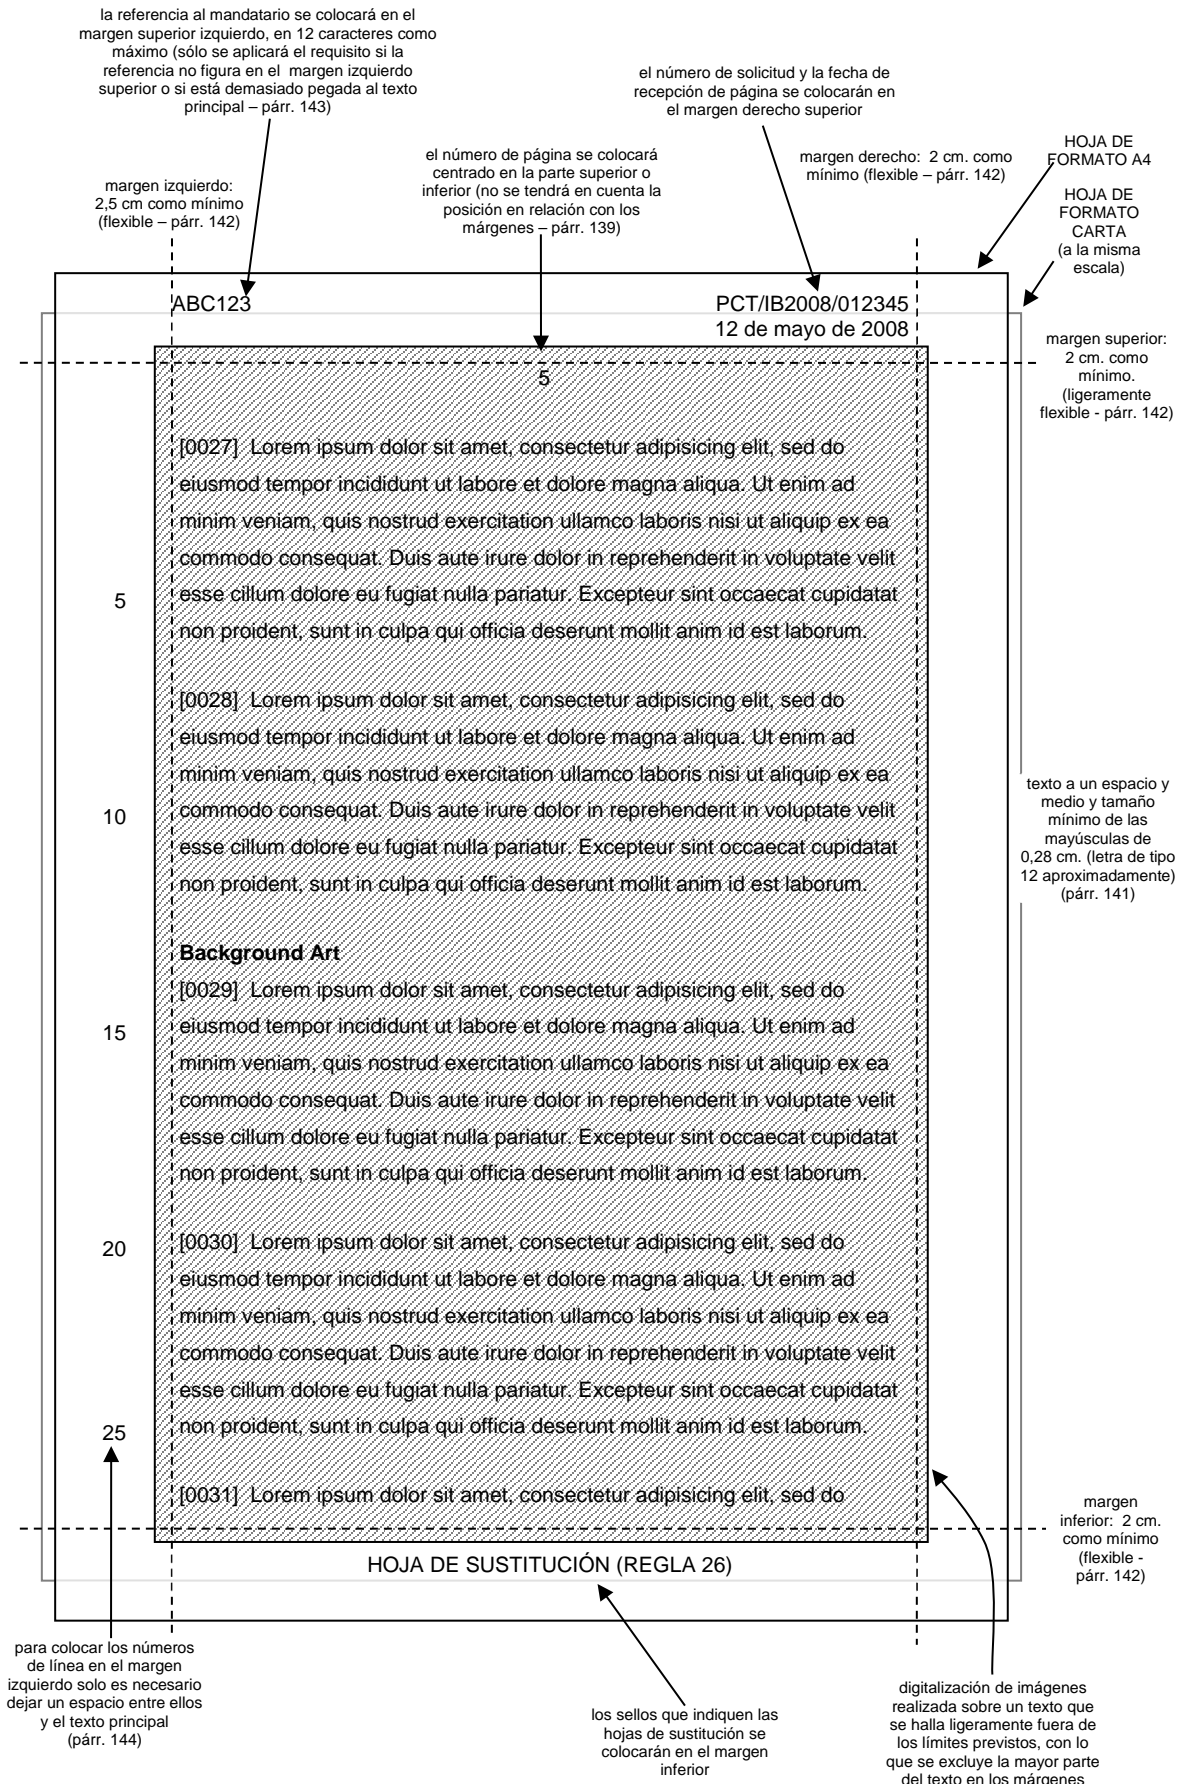 la referencia al mandatario se colocará en el
margen superior izquierdo, en 12 caracteres como
máximo (sólo se aplicará el requisito si la
referencia no figura en el  margen izquierdo
superior o si está demasiado pegada al texto
principal – párr. 143)
el número de solicitud y la fecha de
recepción de página se colocarán en
el margen derecho superior
HOJA DE
FORMATO A4
el número de página se colocará
centrado en la parte superior o
inferior (no se tendrá en cuenta la
posición en relación con los
márgenes – párr. 139)
margen derecho:  2 cm. como
mínimo (flexible – párr. 142)
margen izquierdo:
2,5 cm como mínimo
(flexible – párr. 142)
HOJA DE
FORMATO
CARTA
(a la misma
escala)
ABC123
PCT/IB2008/012345
12 de mayo de 2008
margen superior:
2 cm. como
mínimo.
(ligeramente
flexible - párr. 142)
5
[0027]  Lorem ipsum dolor sit amet, consectetur adipisicing elit, sed do
eiusmod tempor incididunt ut labore et dolore magna aliqua. Ut enim ad
minim veniam, quis nostrud exercitation ullamco laboris nisi ut aliquip ex ea
commodo consequat. Duis aute irure dolor in reprehenderit in voluptate velit
5 esse cillum dolore eu fugiat nulla pariatur. Excepteur sint occaecat cupidatat
non proident, sunt in culpa qui officia deserunt mollit anim id est laborum.
[0028]  Lorem ipsum dolor sit amet, consectetur adipisicing elit, sed do
eiusmod tempor incididunt ut labore et dolore magna aliqua. Ut enim ad
minim veniam, quis nostrud exercitation ullamco laboris nisi ut aliquip ex ea
10 commodo consequat. Duis aute irure dolor in reprehenderit in voluptate velit
esse cillum dolore eu fugiat nulla pariatur. Excepteur sint occaecat cupidatat
non proident, sunt in culpa qui officia deserunt mollit anim id est laborum.
texto a un espacio y
medio y tamaño
mínimo de las
mayúsculas de
0,28 cm. (letra de tipo
12 aproximadamente)
(párr. 141)
Background Art
[0029]  Lorem ipsum dolor sit amet, consectetur adipisicing elit, sed do
15 eiusmod tempor incididunt ut labore et dolore magna aliqua. Ut enim ad
minim veniam, quis nostrud exercitation ullamco laboris nisi ut aliquip ex ea
commodo consequat. Duis aute irure dolor in reprehenderit in voluptate velit
esse cillum dolore eu fugiat nulla pariatur. Excepteur sint occaecat cupidatat
non proident, sunt in culpa qui officia deserunt mollit anim id est laborum.
20 [0030]  Lorem ipsum dolor sit amet, consectetur adipisicing elit, sed do
eiusmod tempor incididunt ut labore et dolore magna aliqua. Ut enim ad
minim veniam, quis nostrud exercitation ullamco laboris nisi ut aliquip ex ea
commodo consequat. Duis aute irure dolor in reprehenderit in voluptate velit
esse cillum dolore eu fugiat nulla pariatur. Excepteur sint occaecat cupidatat
25 non proident, sunt in culpa qui officia deserunt mollit anim id est laborum.
[0031]  Lorem ipsum dolor sit amet, consectetur adipisicing elit, sed do
margen
inferior:  2 cm.
como mínimo
(flexible -
párr. 142)
HOJA DE SUSTITUCIÓN (REGLA 26)
para colocar los números
de línea en el margen
izquierdo solo es necesario
dejar un espacio entre ellos
y el texto principal
(párr. 144)
los sellos que indiquen las
hojas de sustitución se
colocarán en el margen
inferior
digitalización de imágenes
realizada sobre un texto que
se halla ligeramente fuera de
los límites previstos, con lo
que se excluye la mayor parte
del texto en los márgenes